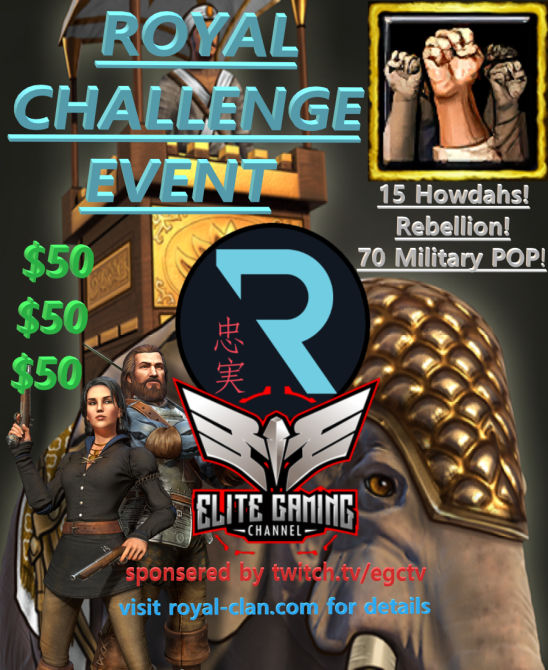 ROYAL
CHALLENGE
EVENT
15 Howdahs!
Rebellion!
70 Military POP!
$50
$50
$50
R
忠
実
ELITE GAMING
CHANNEL
sponsered by twitch.tv/egctv
visit royal-clan.com for details